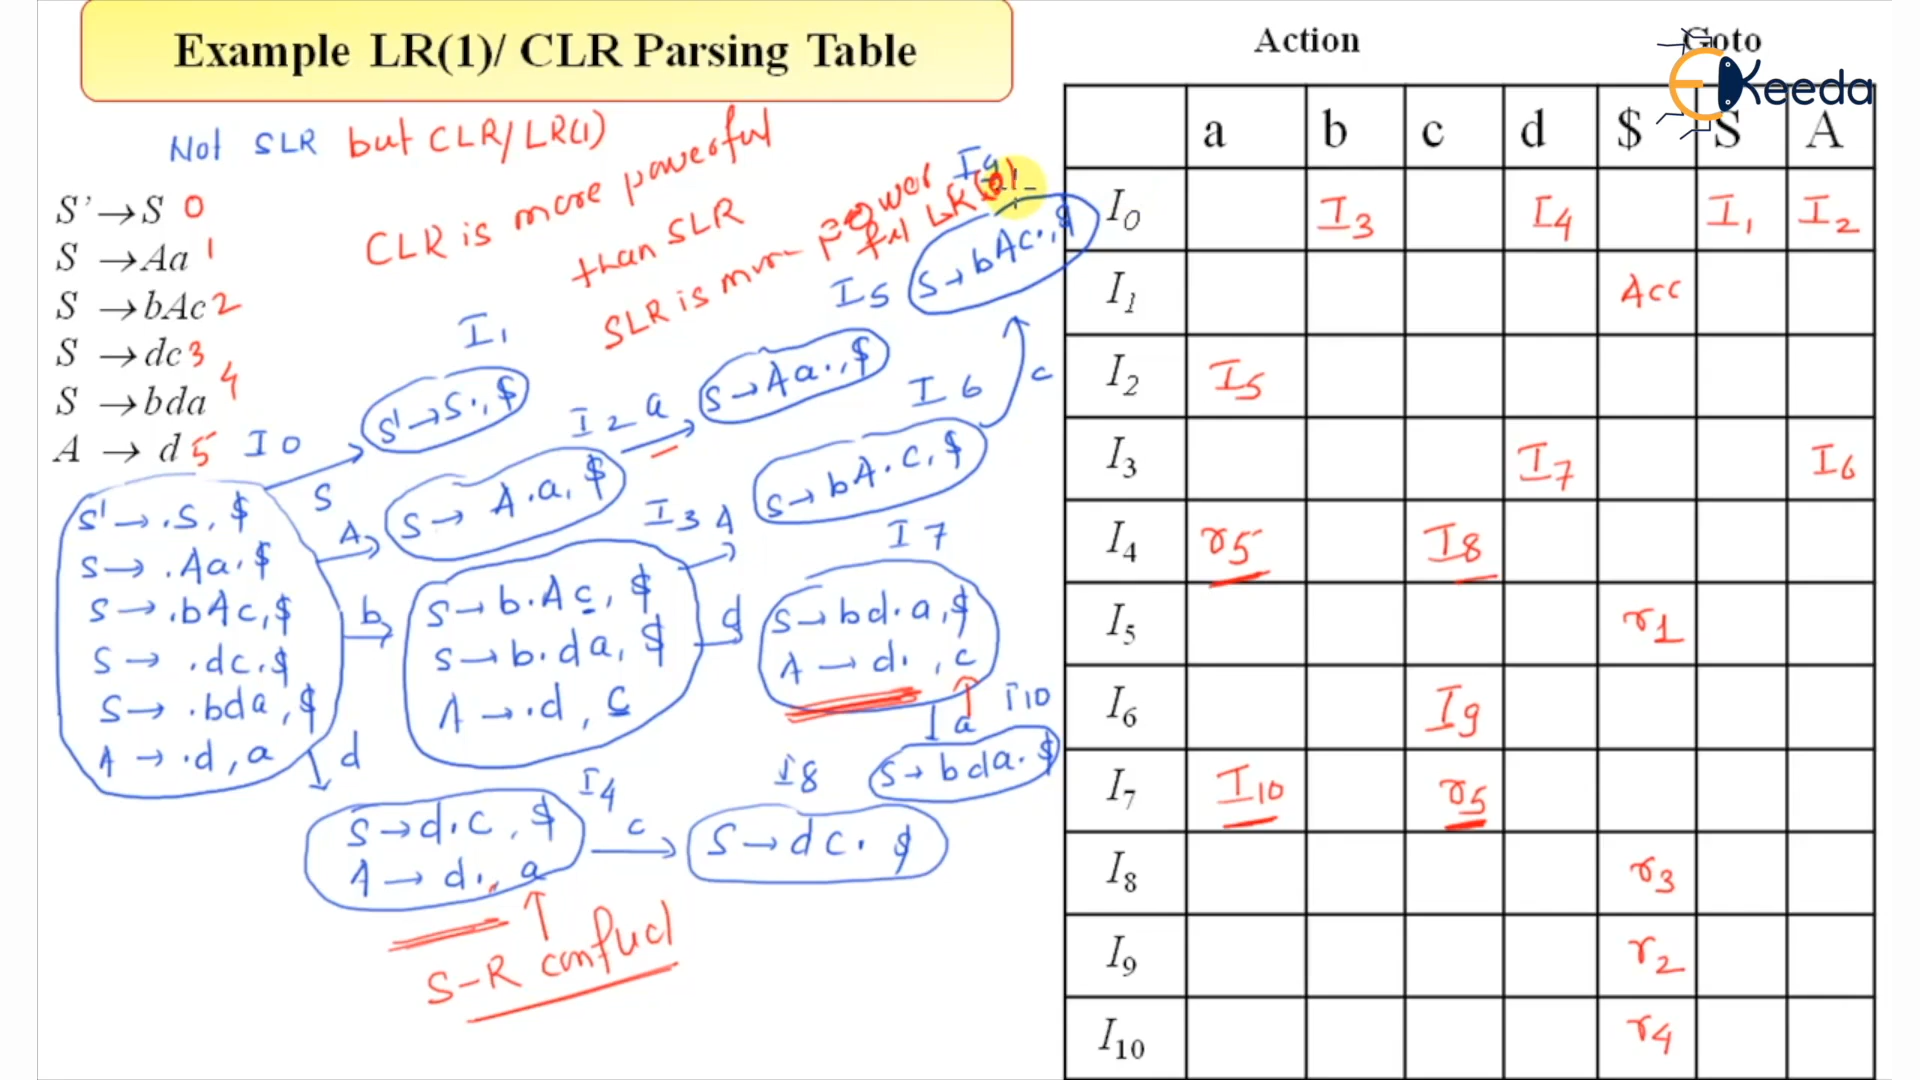 Example LR(1)/ CLR Parsing Table
Not SLR but CLR/LR(1)
CLR is more powerful
than SLR
SLR is more powerful LR(0)
S' → S 0
S → Aa 1
S → bAc 2
S → dc 3
S → bda 4
A → d 5
I0
S' → .S, $
S → .Aa, $
S → .bAc, $
S → .dc, $
S → .bda, $
A → .d, a
S
I1
S' → S., $
A
I2
S → A.a, $
a
I5
S → Aa., $
b
I3
S → b.Ac, $
S → b.da, $
A → .d, c
A
I6
S → bA.c, $
c
I9
S → bAc., $
d
I7
S → bd.a, $
A → d., c
a
I10
S → bda. $
d
I4
S → d.c, $
A → d., a
c
I8
S → dc. $
S-R conflict
Action Goto
EKeeda
a b c d $ S A
I0 I3 I4 I1 I2
I1 Acc
I2 I5
I3 I7 I6
I4 r5 I8
I5 r1
I6 I9
I7 I10 r5
I8 r3
I9 r2
I10 r4